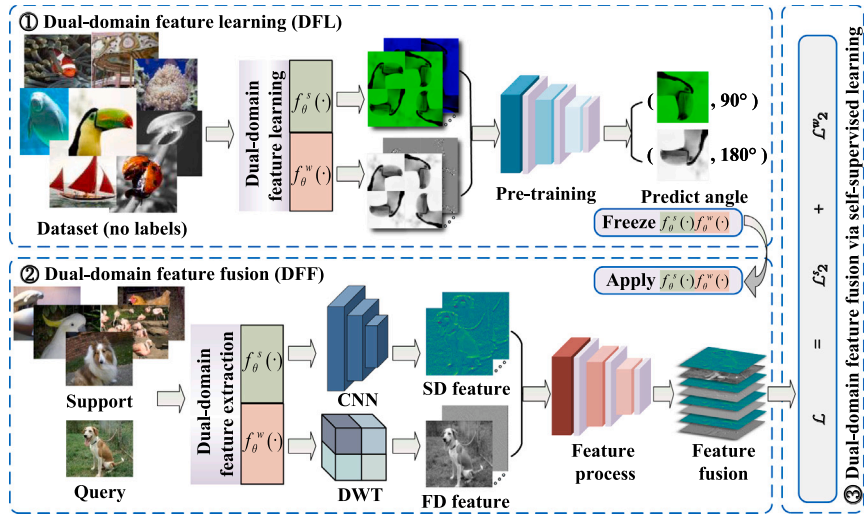 ① Dual-domain feature learning (DFL)
Dual-domain
feature learning
f_θ^s(·)
f_θ^w(·)
Dataset (no labels)
Pre-training
( , 90° )
( , 180° )
Predict angle
Freeze f_θ^s(·) f_θ^w(·)
② Dual-domain feature fusion (DFF)
Apply f_θ^s(·) f_θ^w(·)
Support
Query
Dual-domain
feature extraction
f_θ^s(·)
f_θ^w(·)
CNN
DWT
SD feature
FD feature
Feature
process
Feature
fusion
ℒ = ℒ^s_2 + ℒ^w_2
③ Dual-domain feature fusion via self-supervised learning